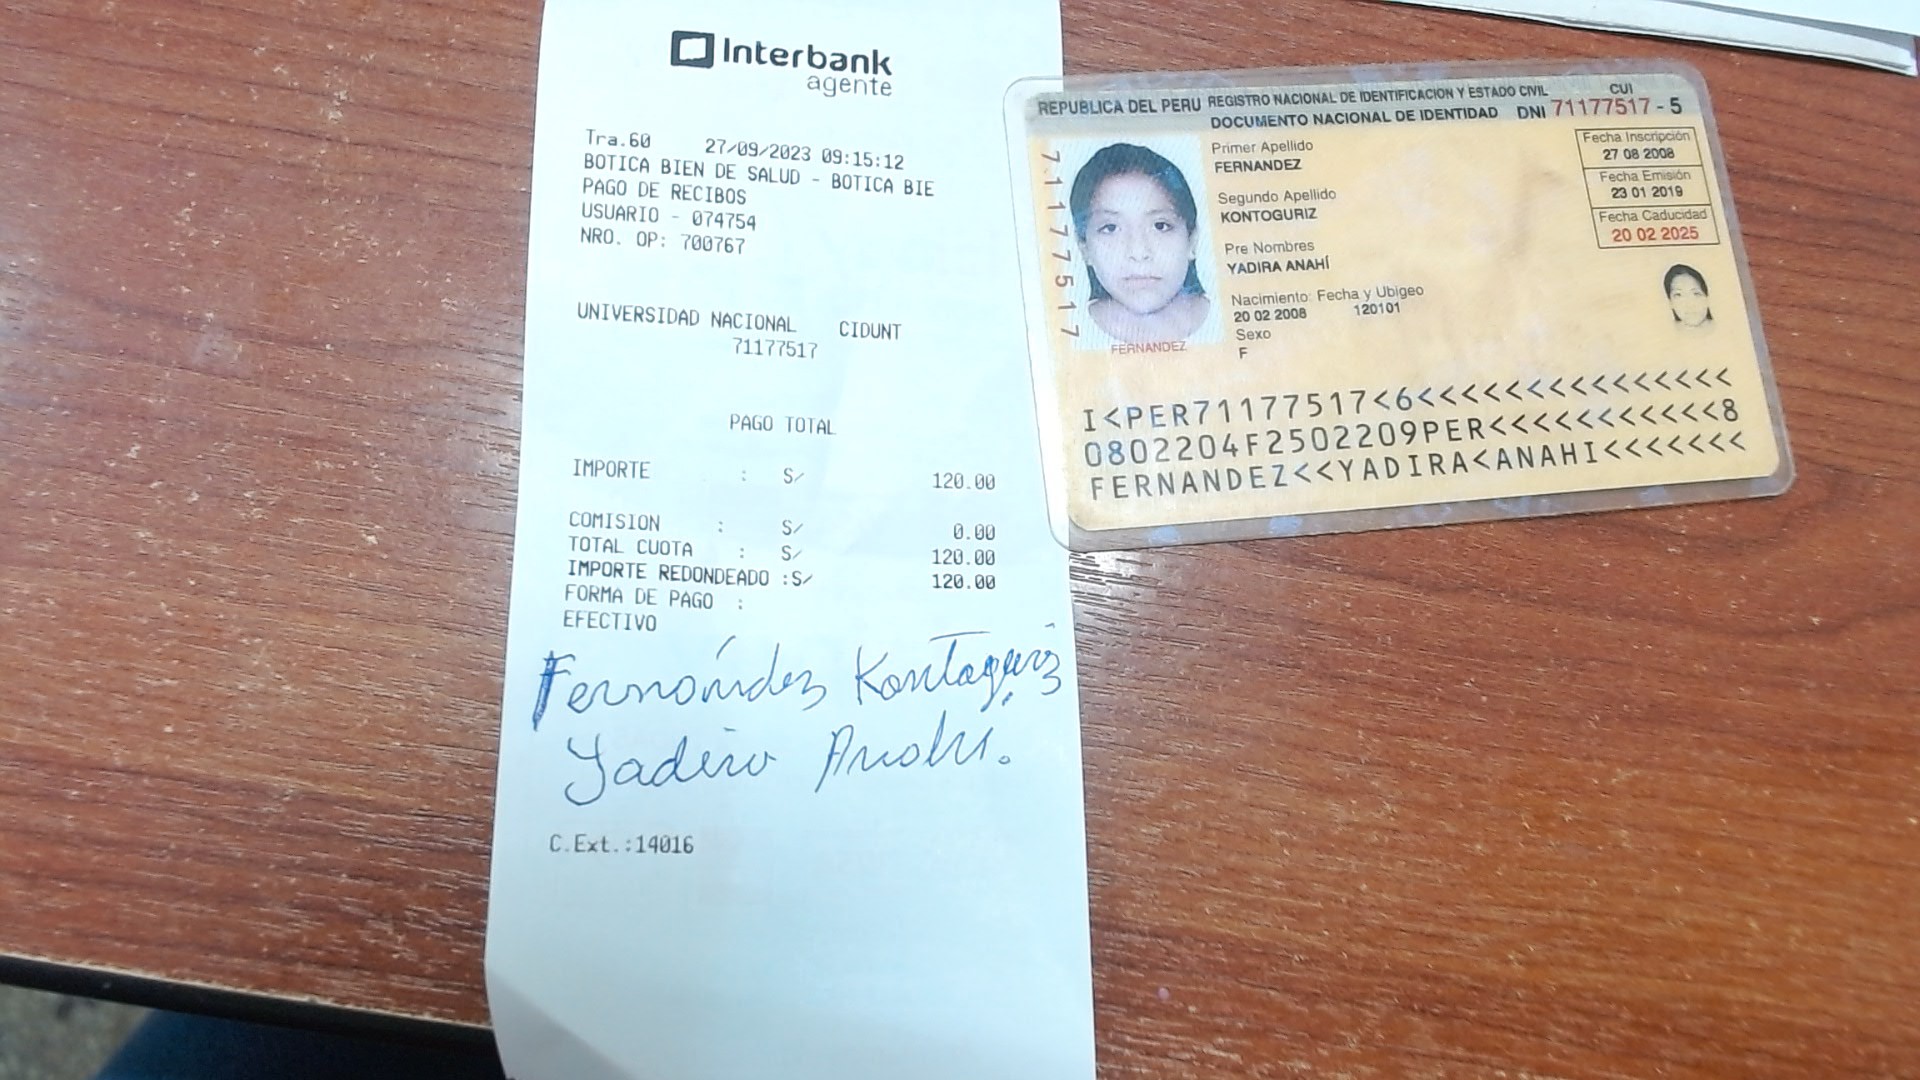 Interbank
agente
Tra.60 27/09/2023 09:15:12
BOTICA BIEN DE SALUD - BOTICA BIE
PAGO DE RECIBOS
USUARIO - 074754
NRO. OP: 700767
UNIVERSIDAD NACIONAL CIDUNT
71177517
PAGO TOTAL
IMPORTE : S/ 120.00
COMISION : S/ 0.00
TOTAL CUOTA : S/ 120.00
IMPORTE REDONDEADO :S/ 120.00
FORMA DE PAGO :
EFECTIVO
Fernández Kontoguriz
Yadira Anahí.
C.Ext.:14016
REPUBLICA DEL PERU REGISTRO NACIONAL DE IDENTIFICACION Y ESTADO CIVIL CUI
DOCUMENTO NACIONAL DE IDENTIDAD DNI 71177517 - 5
71177517
Primer Apellido
FERNANDEZ
Segundo Apellido
KONTOGURIZ
Pre Nombres
YADIRA ANAHÍ
Nacimiento: Fecha y Ubigeo
20 02 2008 120101
Sexo
F
FERNANDEZ
Fecha Inscripción
27 08 2008
Fecha Emisión
23 01 2019
Fecha Caducidad
20 02 2025
I<PER71177517<6<<<<<<<<<<<<<<<
0802204F2502209PER<<<<<<<<<<<8
FERNANDEZ<<YADIRA<ANAHI<<<<<<<